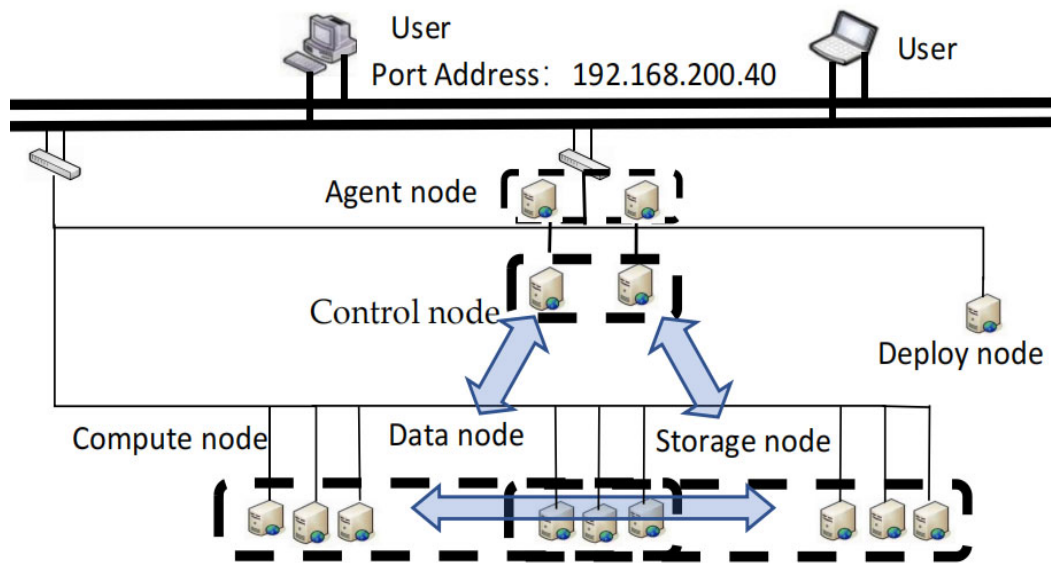 User
User
Port Address: 192.168.200.40
Agent node
Control node
Deploy node
Compute node
Data node
Storage node